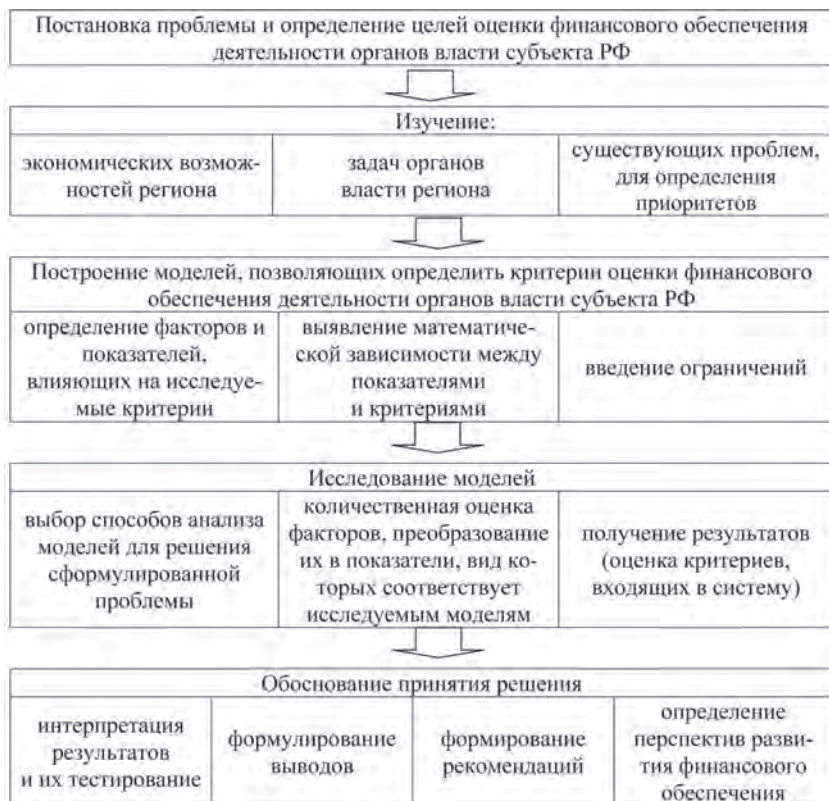 Постановка проблемы и определение целей оценки финансового обеспечения
деятельности органов власти субъекта РФ
Изучение:
экономических возмож-
ностей региона
задач органов
власти региона
существующих проблем,
для определения
приоритетов
Построение моделей, позволяющих определить критерии оценки финансового
обеспечения деятельности органов власти субъекта РФ
определение факторов и
показателей,
влияющих на исследуе-
мые критерии
выявление математиче-
ской зависимости между
показателями
и критериями
введение ограничений
Исследование моделей
выбор способов анализа
моделей для решения
сформулированной
проблемы
количественная оценка
факторов, преобразование
их в показатели, вид ко-
торых соответствует
исследуемым моделям
получение результатов
(оценка критериев,
входящих в систему)
Обоснование принятия решения
интерпретация
результатов
и их тестирование
формулирование
выводов
формирование
рекомендаций
определение
перспектив разви-
тия финансового
обеспечения